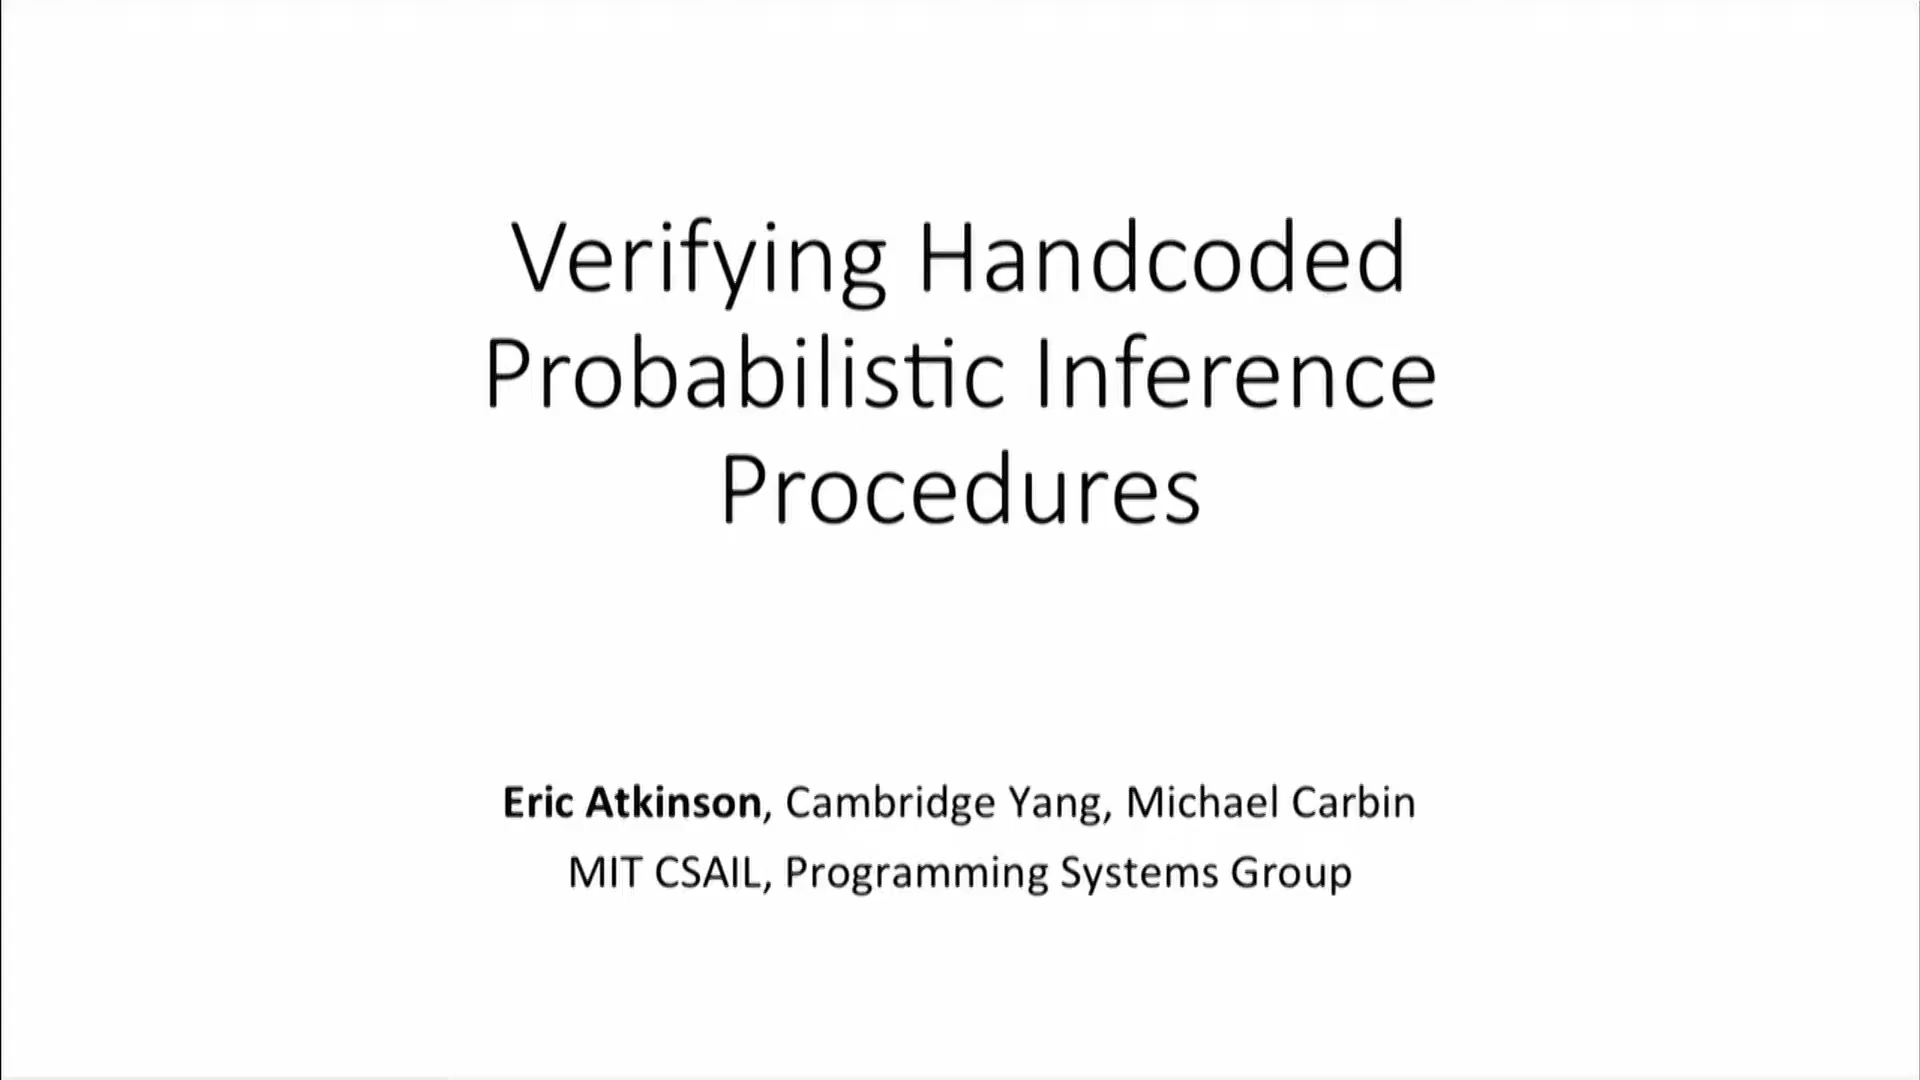 Verifying Handcoded
Probabilistic Inference
Procedures
Eric Atkinson, Cambridge Yang, Michael Carbin
MIT CSAIL, Programming Systems Group